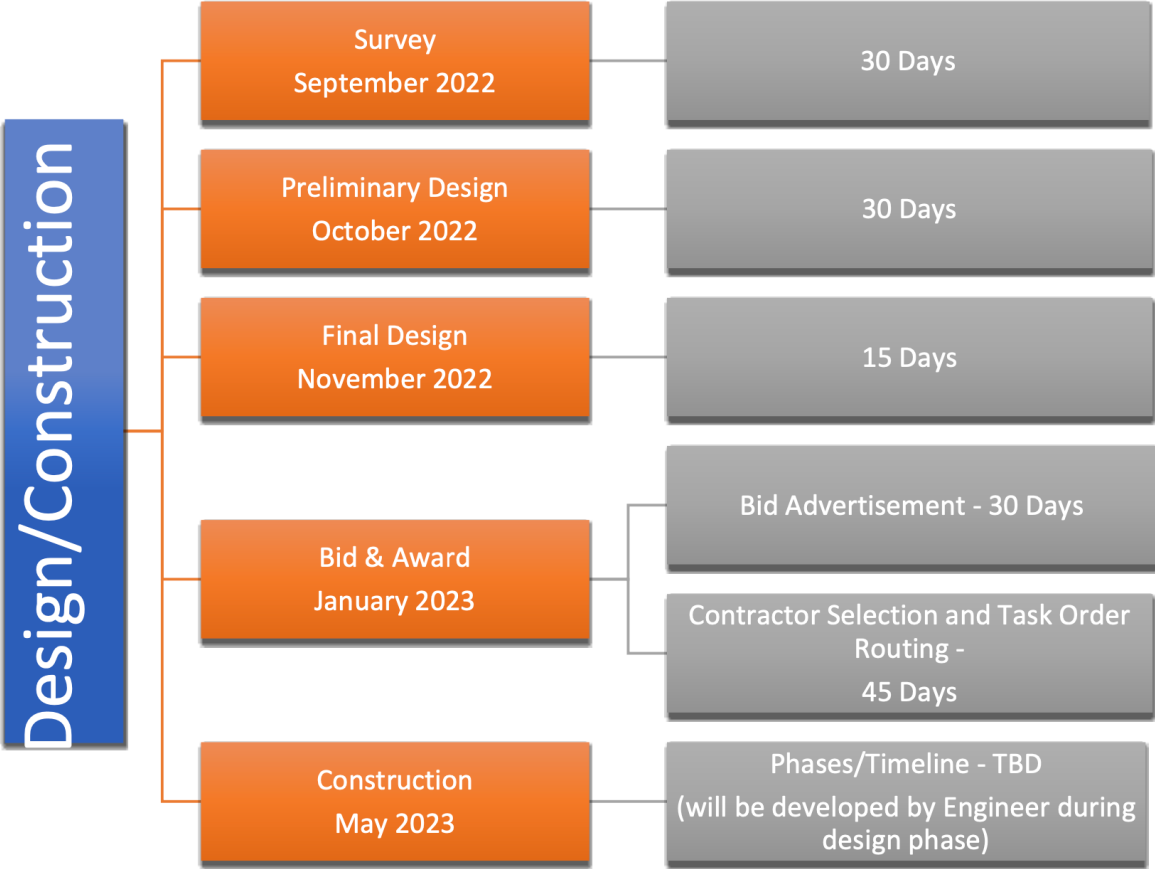 Design/Construction
Survey
September 2022
30 Days
Preliminary Design
October 2022
30 Days
Final Design
November 2022
15 Days
Bid & Award
January 2023
Bid Advertisement - 30 Days
Contractor Selection and Task Order
Routing -
45 Days
Construction
May 2023
Phases/Timeline - TBD
(will be developed by Engineer during
design phase)